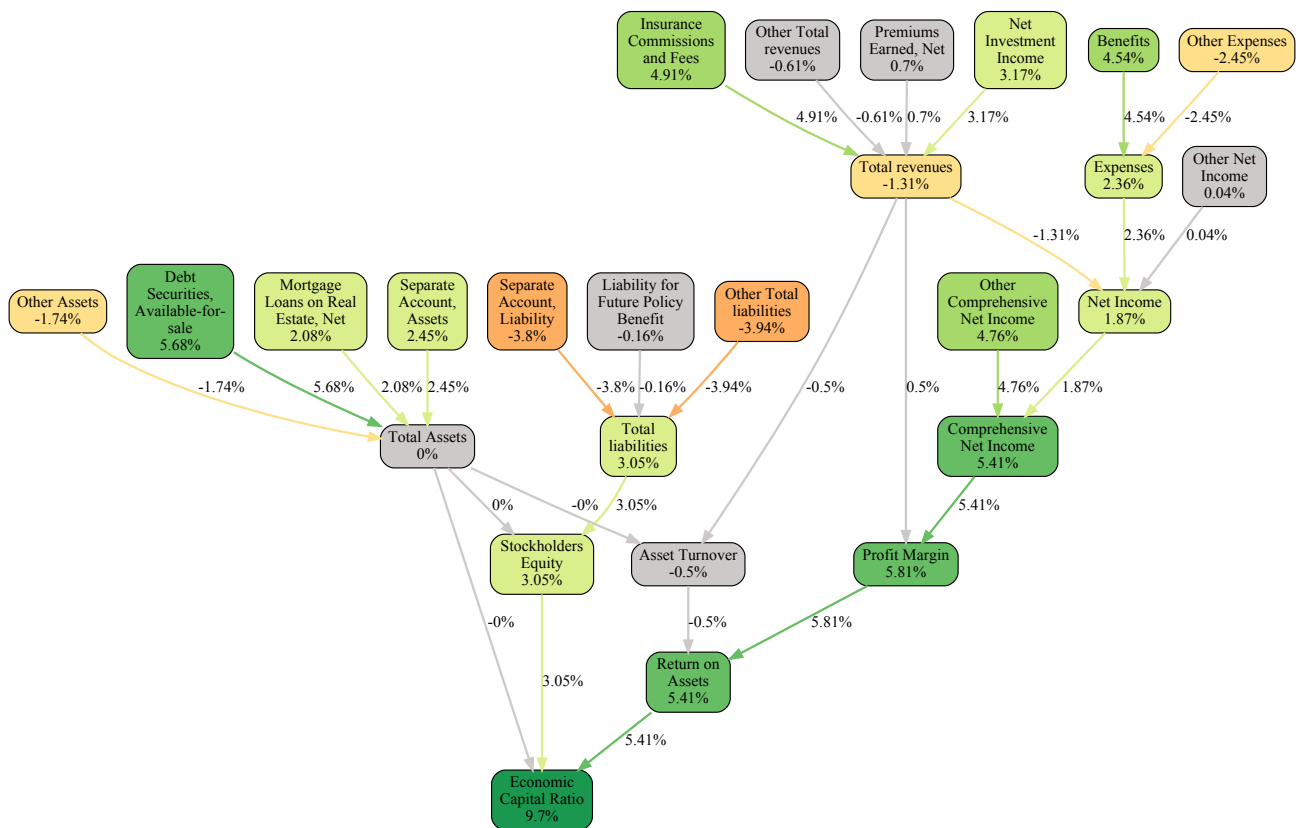 Insurance
Commissions
and Fees
4.91%
Other Total
revenues
-0.61%
Premiums
Earned, Net
0.7%
Net
Investment
Income
3.17%
Benefits
4.54%
Other Expenses
-2.45%
4.91%
-0.61%
0.7%
3.17%
4.54%
-2.45%
Total revenues
-1.31%
Expenses
2.36%
Other Net
Income
0.04%
-1.31%
2.36%
0.04%
Other Assets
-1.74%
Debt
Securities,
Available-for-
sale
5.68%
Mortgage
Loans on Real
Estate, Net
2.08%
Separate
Account,
Assets
2.45%
Separate
Account,
Liability
-3.8%
Liability for
Future Policy
Benefit
-0.16%
Other Total
liabilities
-3.94%
Other
Comprehensive
Net Income
4.76%
Net Income
1.87%
-1.74%
5.68%
2.08%
2.45%
-3.8%
-0.16%
-3.94%
-0.5%
0.5%
4.76%
1.87%
Total Assets
0%
Total
liabilities
3.05%
Comprehensive
Net Income
5.41%
0%
-0%
3.05%
5.41%
Stockholders
Equity
3.05%
Asset Turnover
-0.5%
Profit Margin
5.81%
-0%
-0.5%
5.81%
Return on
Assets
5.41%
3.05%
5.41%
Economic
Capital Ratio
9.7%